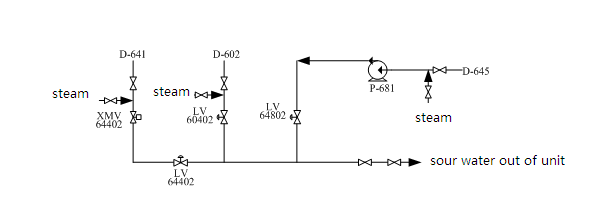 D-641
D-602
D-645
P-681
steam
steam
XMV
64402
LV
60402
LV
64802
steam
sour water out of unit
LV
64402